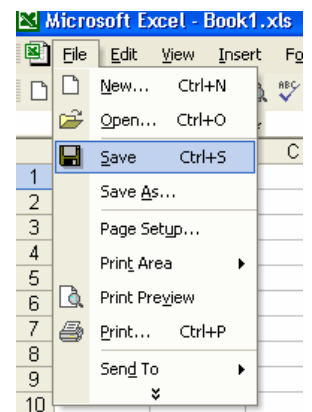 Microsoft Excel - Book1.xls
File Edit View Insert Fo
ABC
New... Ctrl+N
Open... Ctrl+O
Save Ctrl+S
C
1
Save As...
2
3
Page Setup...
4
Print Area
5
6
Print Preview
7
Print... Ctrl+P
8
9
Send To
10